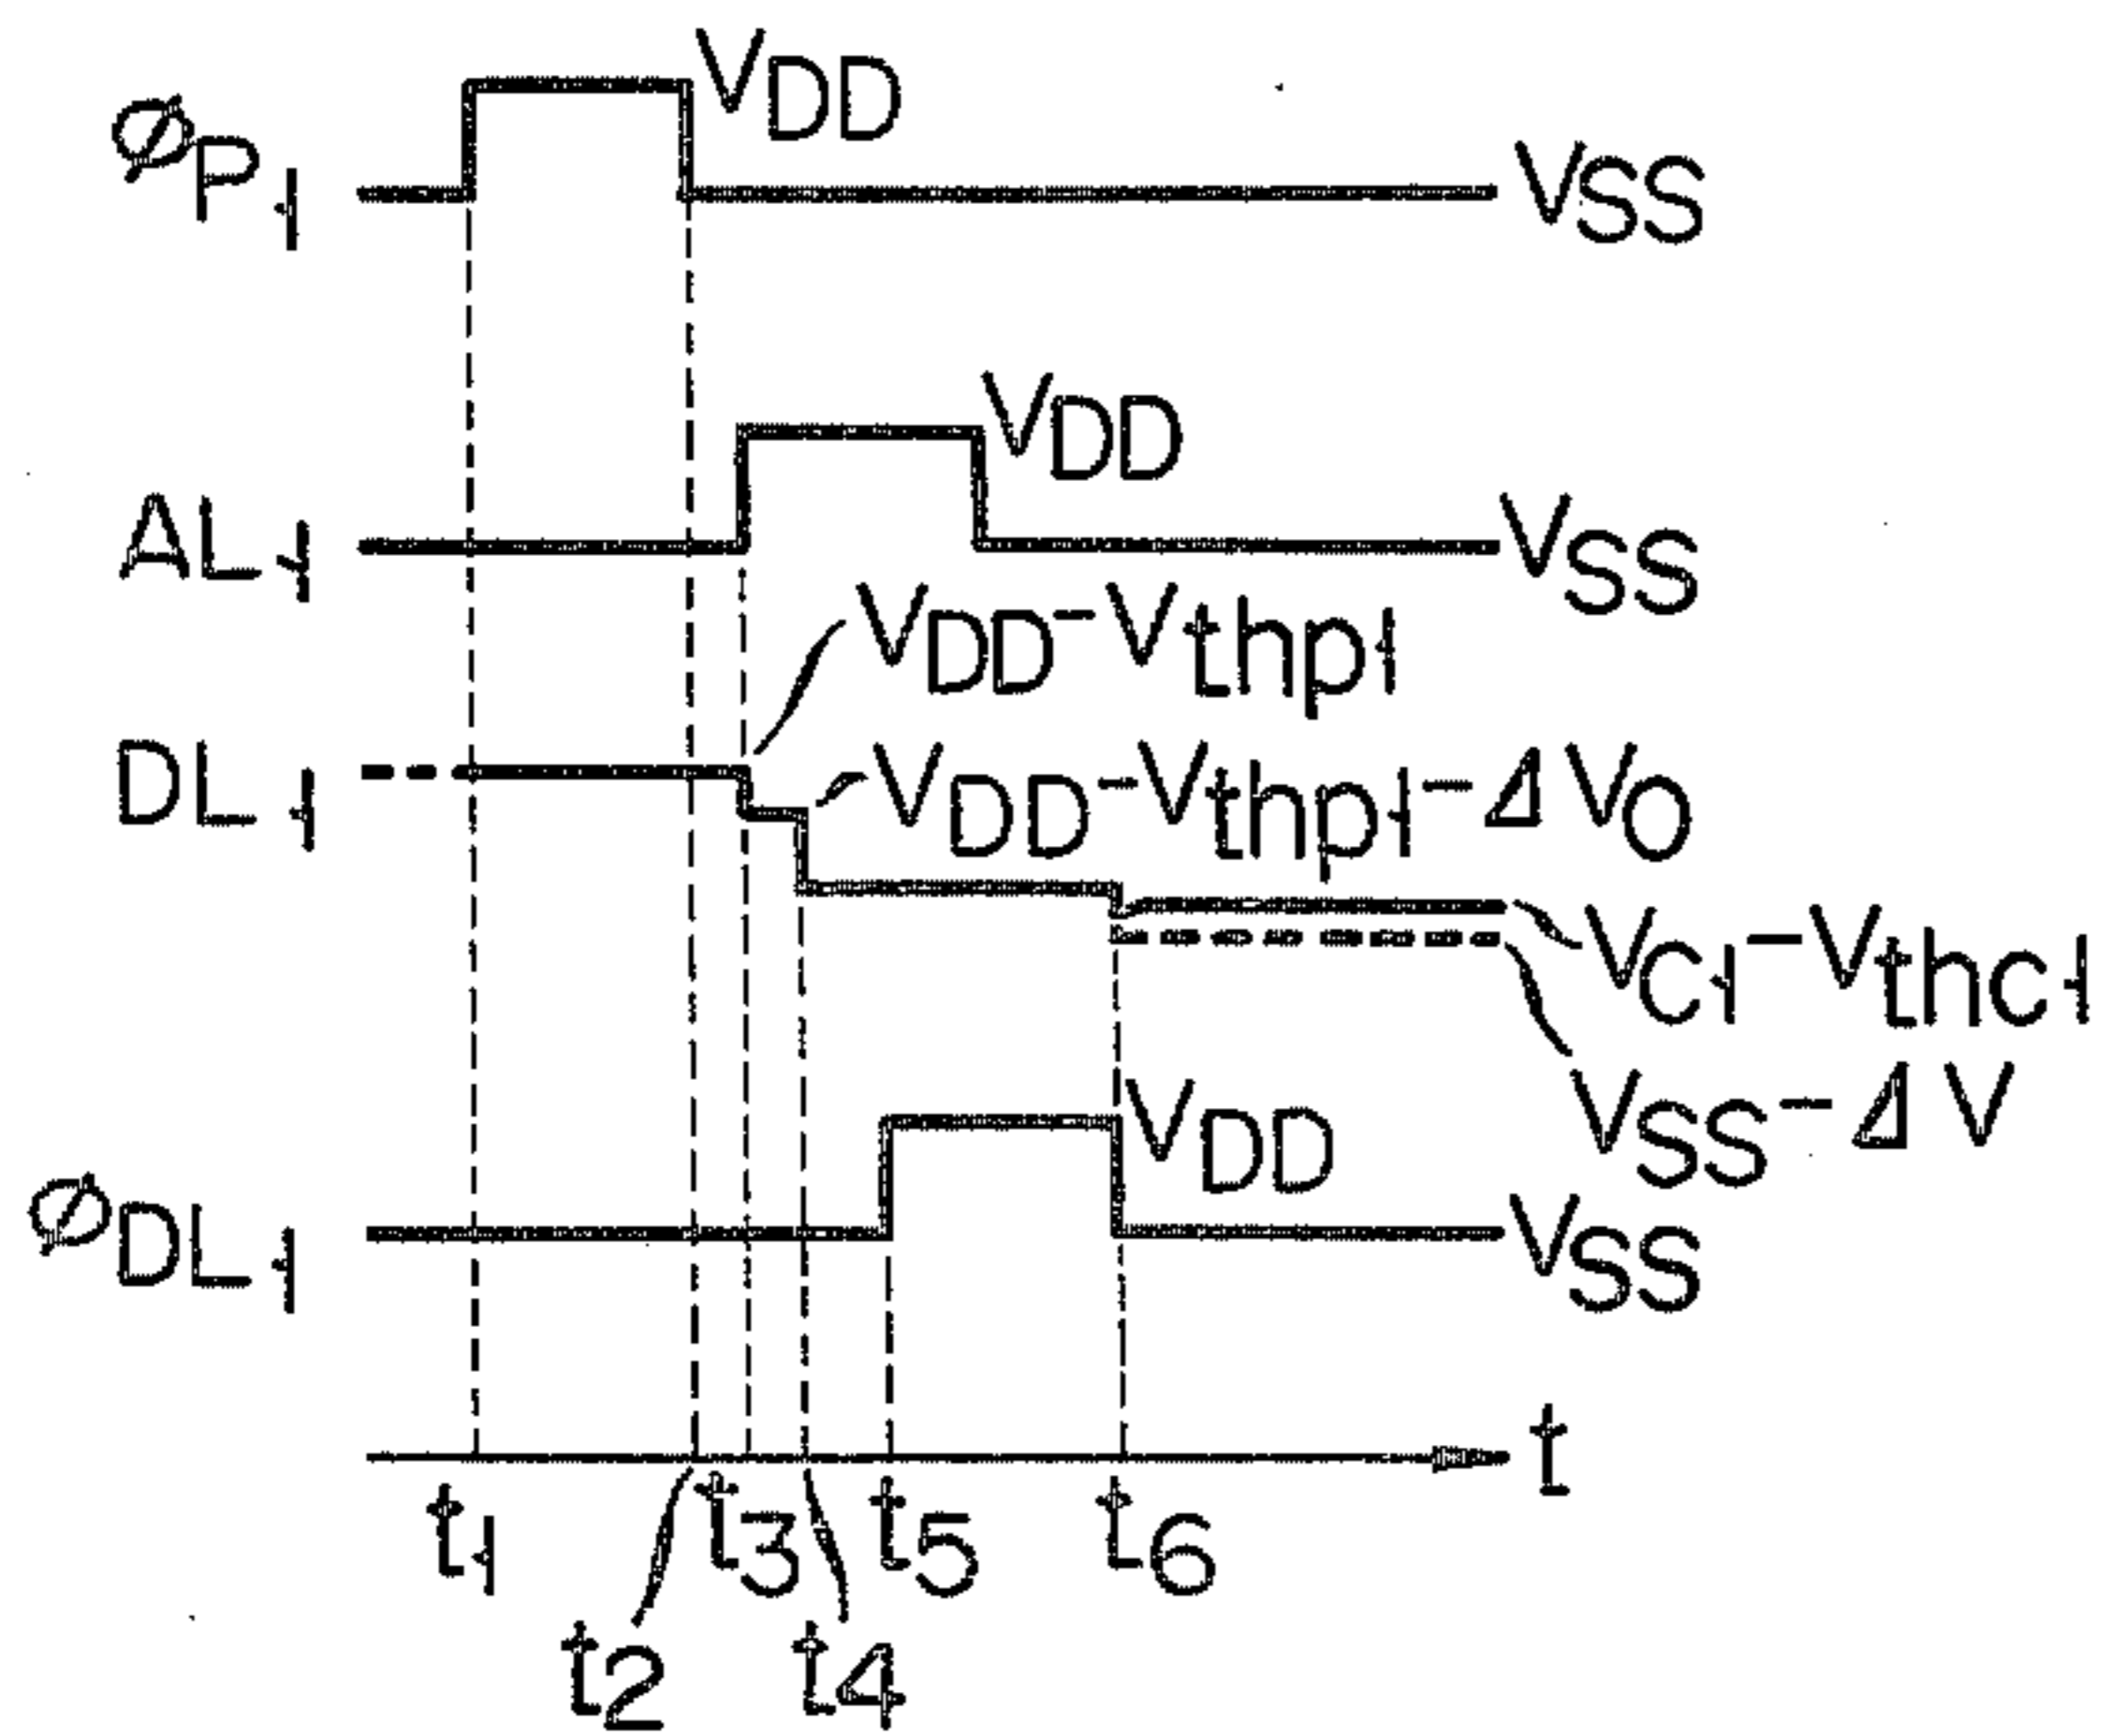 øP1 VDD VSS
AL1 VDD VSS
VDD-Vthp1
DL1 VDD-Vthp1-ΔVO
VC1-Vthc1
VSS-ΔV
øDL1 VDD VSS
t
t1 t3 t5 t6
t2 t4